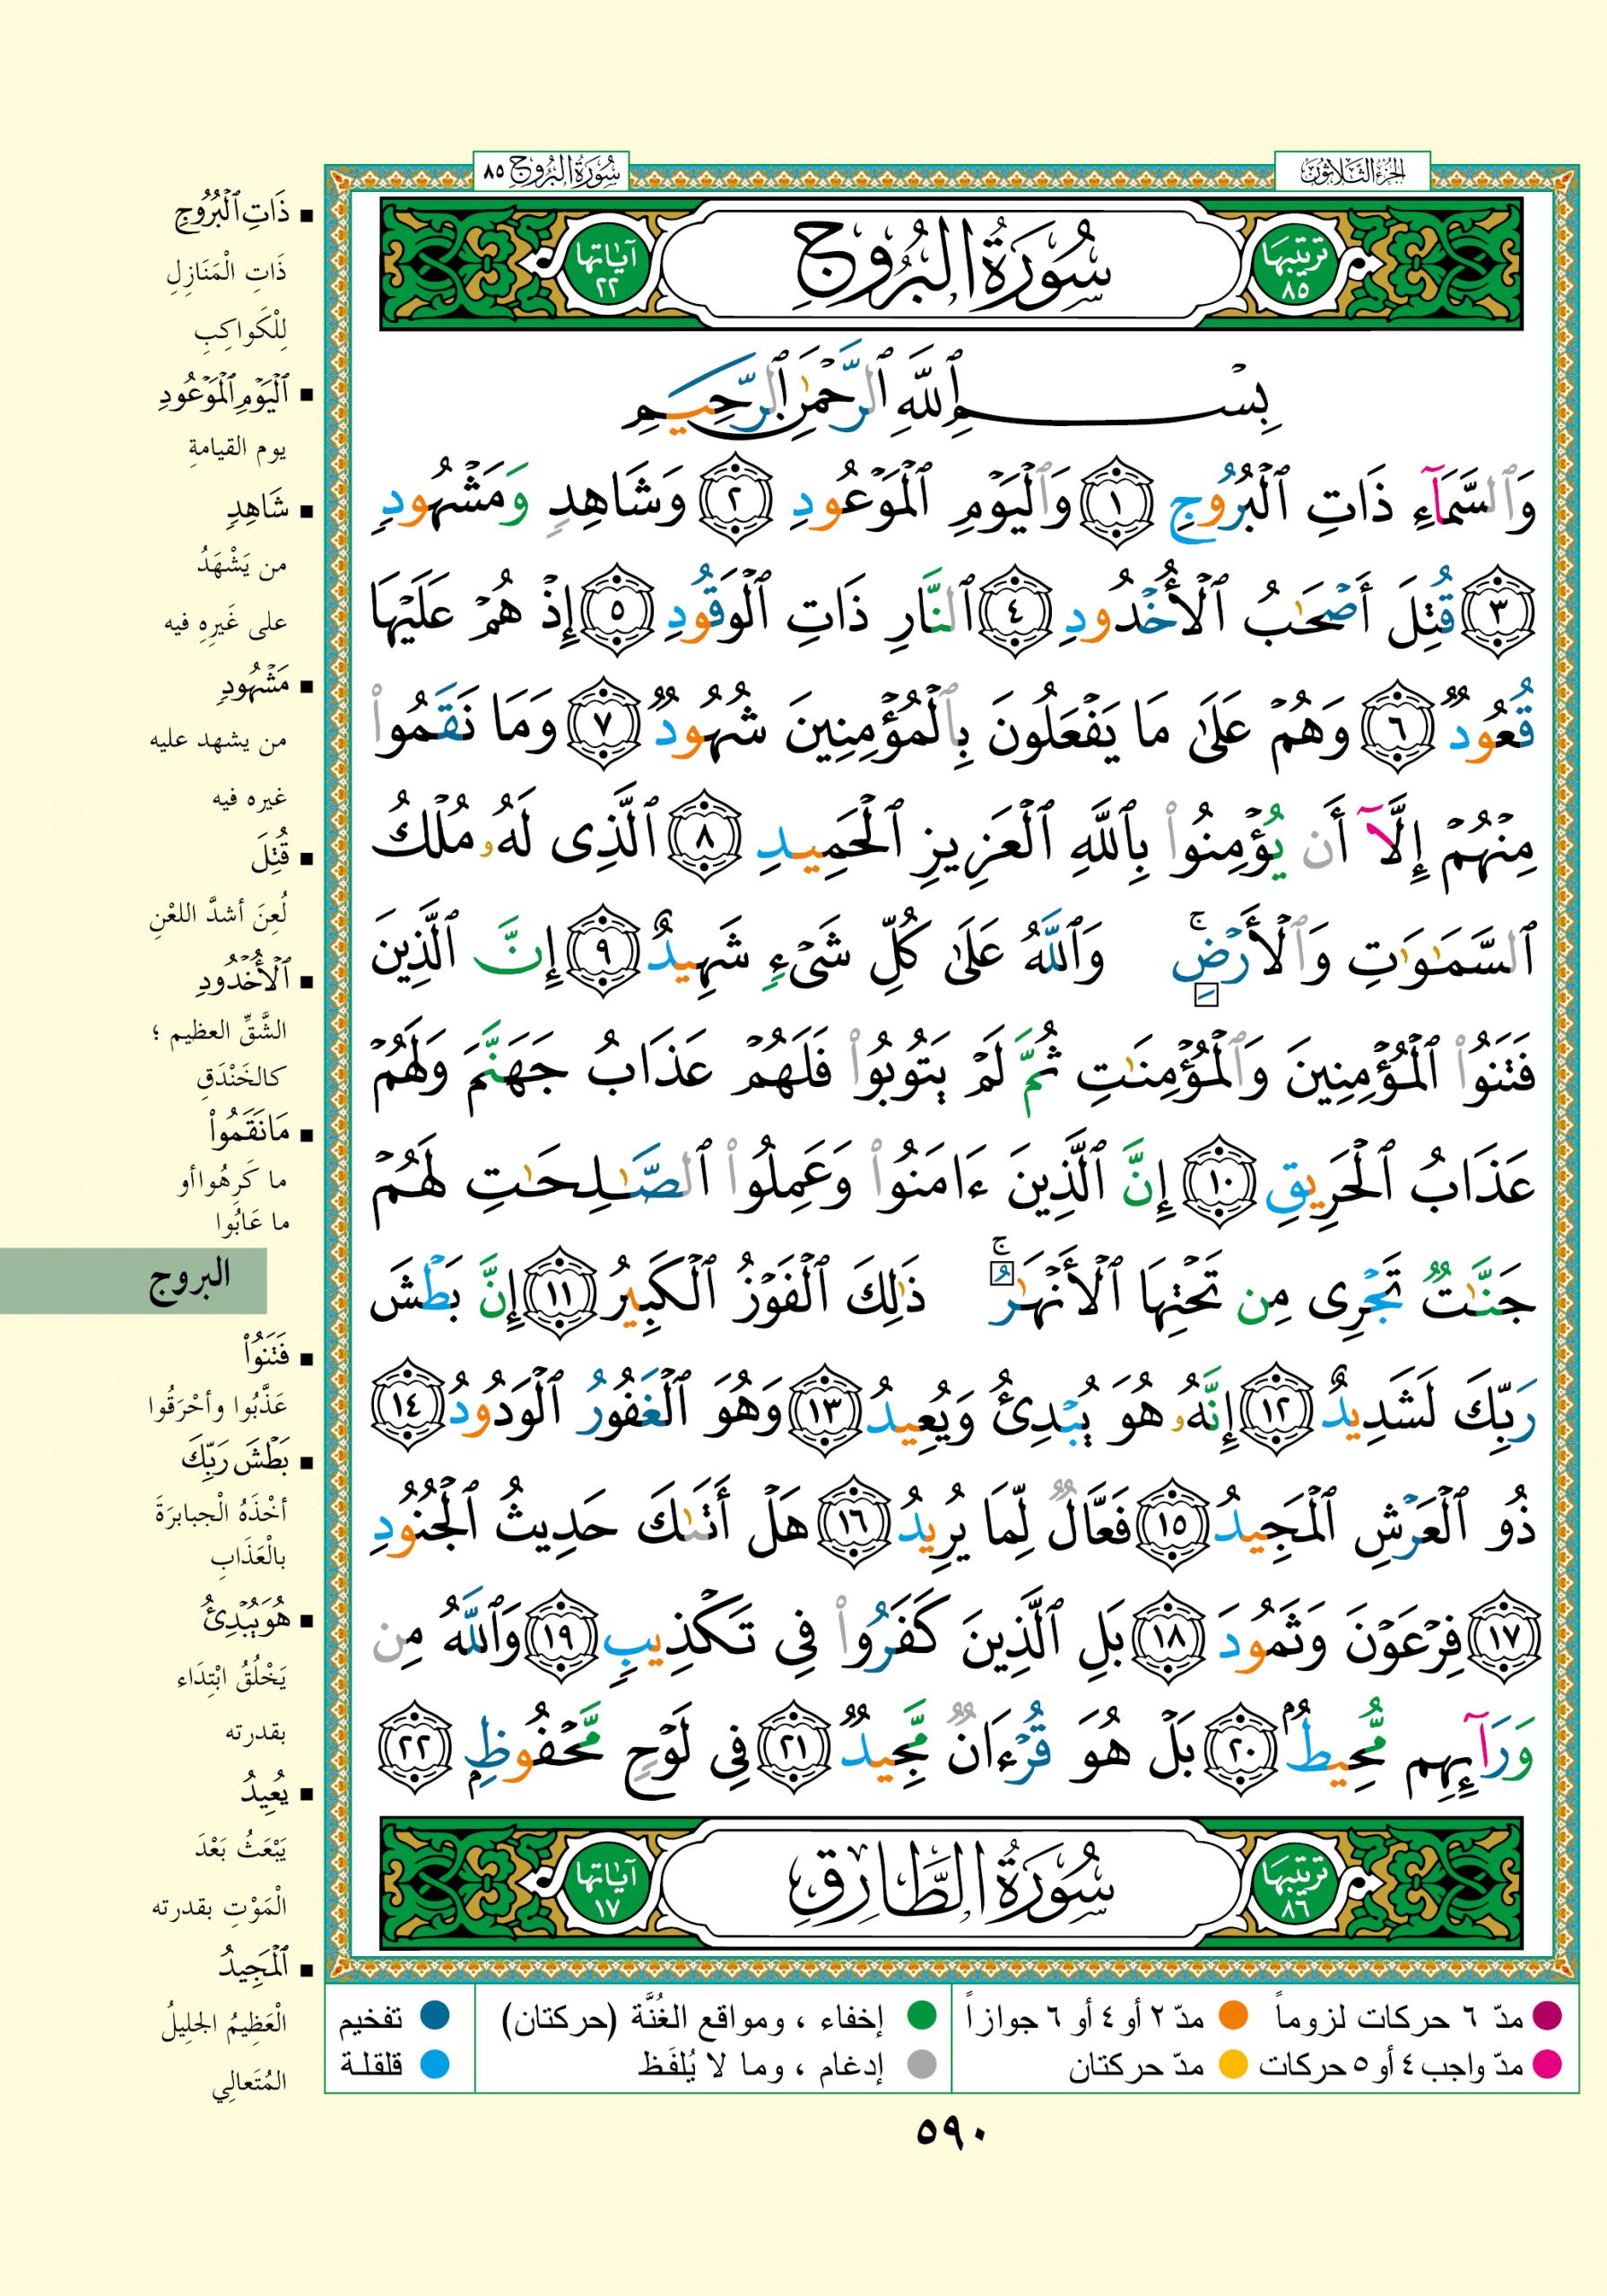 الجزء الثلاثون
سورة البروج ٨٥
ترتيبها ٨٥
سُورَةُ البُرُوجِ
آياتها ٢٢
بِسۡمِ ٱللَّهِ ٱلرَّحۡمَٰنِ ٱلرَّحِيمِ
وَٱلسَّمَآءِ ذَاتِ ٱلۡبُرُوجِ ١ وَٱلۡيَوۡمِ ٱلۡمَوۡعُودِ ٢ وَشَاهِدٖ وَمَشۡهُودٖ
٣ قُتِلَ أَصۡحَٰبُ ٱلۡأُخۡدُودِ ٤ ٱلنَّارِ ذَاتِ ٱلۡوَقُودِ ٥ إِذۡ هُمۡ عَلَيۡهَا
قُعُودٞ ٦ وَهُمۡ عَلَىٰ مَا يَفۡعَلُونَ بِٱلۡمُؤۡمِنِينَ شُهُودٞ ٧ وَمَا نَقَمُواْ
مِنۡهُمۡ إِلَّآ أَن يُؤۡمِنُواْ بِٱللَّهِ ٱلۡعَزِيزِ ٱلۡحَمِيدِ ٨ ٱلَّذِى لَهُۥ مُلۡكُ
ٱلسَّمَٰوَٰتِ وَٱلۡأَرۡضِۚ وَٱللَّهُ عَلَىٰ كُلِّ شَىۡءٖ شَهِيدٌ ٩ إِنَّ ٱلَّذِينَ
فَتَنُواْ ٱلۡمُؤۡمِنِينَ وَٱلۡمُؤۡمِنَٰتِ ثُمَّ لَمۡ يَتُوبُواْ فَلَهُمۡ عَذَابُ جَهَنَّمَ وَلَهُمۡ
عَذَابُ ٱلۡحَرِيقِ ١٠ إِنَّ ٱلَّذِينَ ءَامَنُواْ وَعَمِلُواْ ٱلصَّٰلِحَٰتِ لَهُمۡ
جَنَّٰتٞ تَجۡرِى مِن تَحۡتِهَا ٱلۡأَنۡهَٰرُۚ ذَٰلِكَ ٱلۡفَوۡزُ ٱلۡكَبِيرُ ١١ إِنَّ بَطۡشَ
رَبِّكَ لَشَدِيدٌ ١٢ إِنَّهُۥ هُوَ يُبۡدِئُ وَيُعِيدُ ١٣ وَهُوَ ٱلۡغَفُورُ ٱلۡوَدُودُ ١٤
ذُو ٱلۡعَرۡشِ ٱلۡمَجِيدُ ١٥ فَعَّالٞ لِّمَا يُرِيدُ ١٦ هَلۡ أَتَىٰكَ حَدِيثُ ٱلۡجُنُودِ
١٧ فِرۡعَوۡنَ وَثَمُودَ ١٨ بَلِ ٱلَّذِينَ كَفَرُواْ فِى تَكۡذِيبٖ ١٩ وَٱللَّهُ مِن
وَرَآئِهِم مُّحِيطُۢ ٢٠ بَلۡ هُوَ قُرۡءَانٞ مَّجِيدٞ ٢١ فِى لَوۡحٖ مَّحۡفُوظِۭ ٢٢
ترتيبها ٨٦
سُورَةُ الطَّارِقِ
آياتها ١٧
ذَاتِ ٱلۡبُرُوجِ
ذَاتِ الْمَنَازِلِ
لِلْكَواكِبِ
ٱلۡيَوۡمِ ٱلۡمَوۡعُودِ
يوم القيامةِ
شَاهِدٖ
من يَشْهَدُ
على غَيرِهِ فيه
مَشۡهُودٖ
من يشهد عليه
غيره فيه
قُتِلَ
لُعِنَ أشدَّ اللعْنِ
ٱلۡأُخۡدُودِ
الشَّقِّ العظيم ؛
كالخَنْدَقِ
مَا نَقَمُواْ
ما كَرِهُوا أو
ما عَابُوا
البروج
فَتَنُواْ
عَذَّبُوا وأحْرَقُوا
بَطۡشَ رَبِّكَ
أخْذَهُ الْجبابرَةَ
بالْعَذَابِ
هُوَ يُبۡدِئُ
يَخْلُقُ ابْتِدَاء
بقدرته
يُعِيدُ
يَبْعَثُ بَعْدَ
الْمَوْتِ بقدرته
ٱلۡمَجِيدُ
الْعَظِيمُ الجلِيلُ
المُتَعالِي
مدّ ٦ حركات لزوماً
مدّ ٢ أو ٤ أو ٦ جوازاً
إخفاء ، ومواقع الغُنَّة (حركتان)
تفخيم
مدّ واجب ٤ أو ٥ حركات
مدّ حركتان
إدغام ، وما لا يُلفَظ
قلقلة
٥٩٠